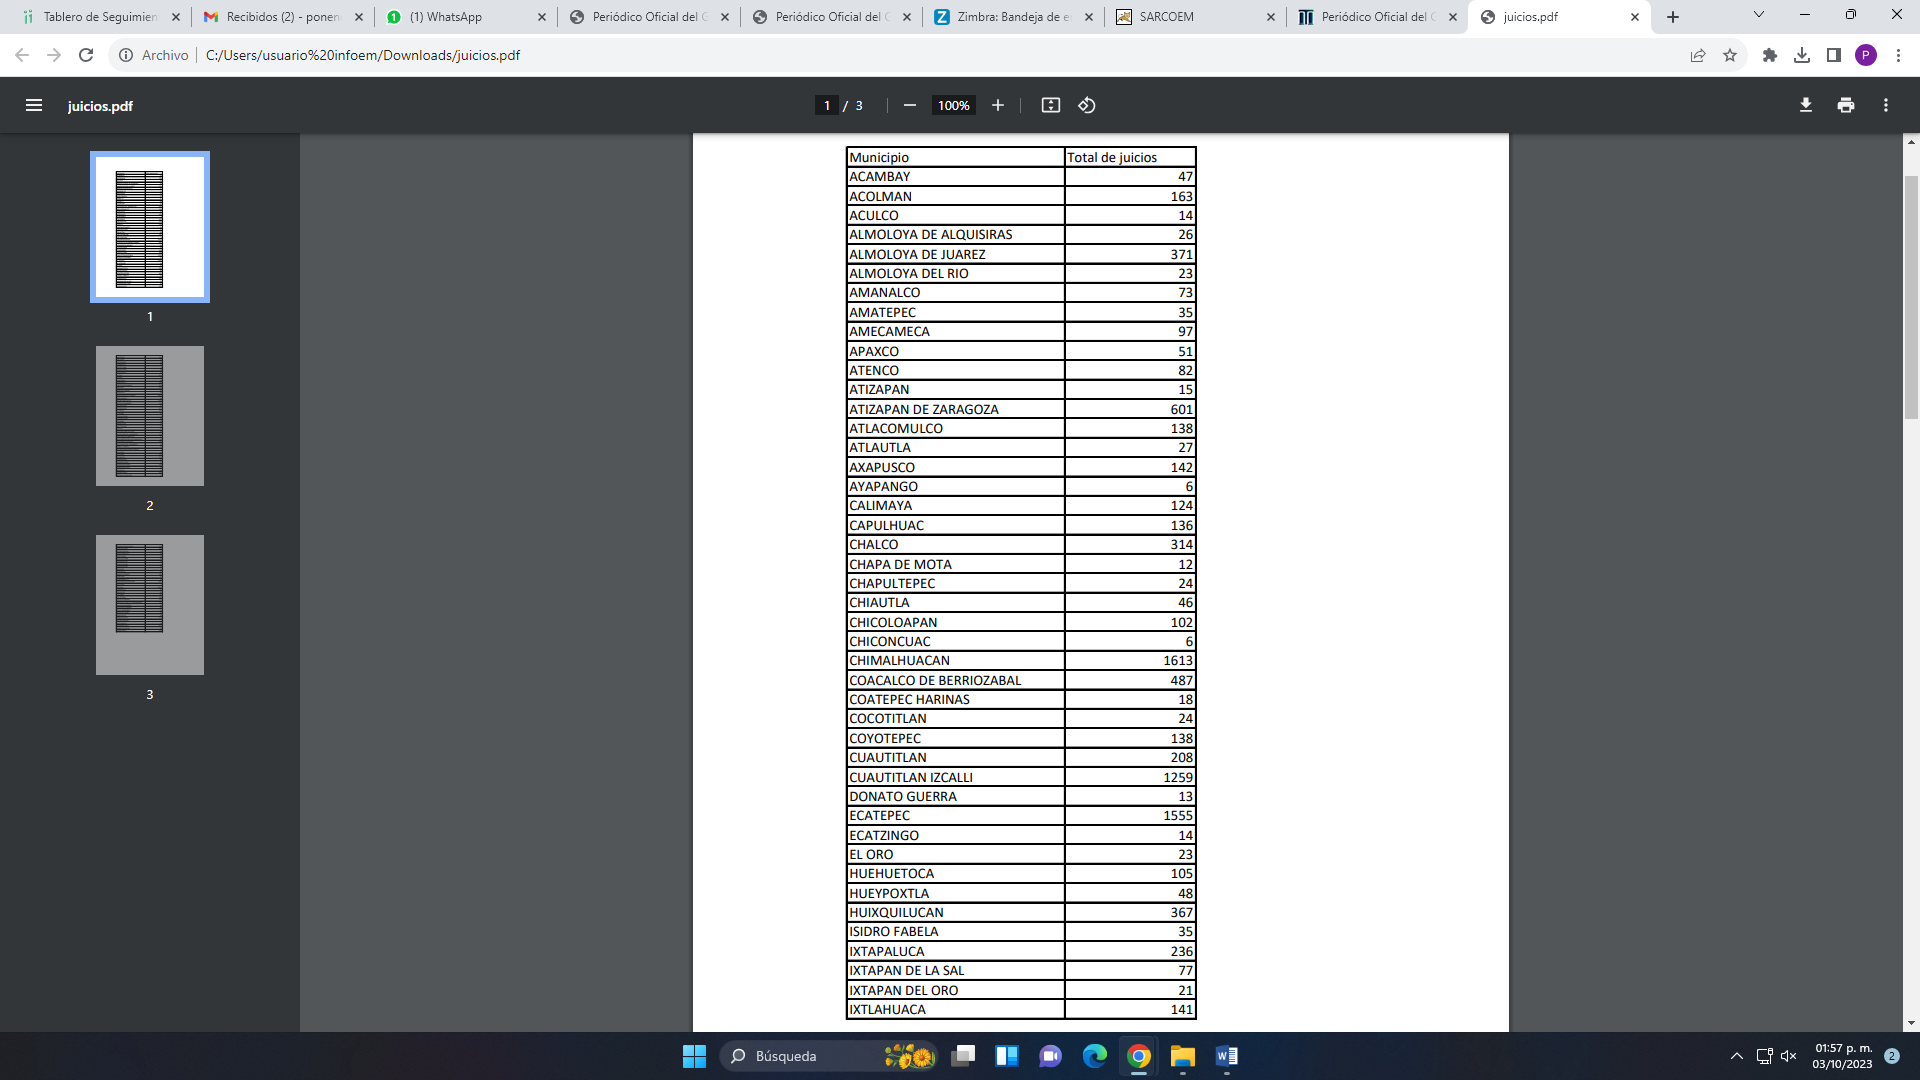 Tablero de Seguimien
Recibidos (2) - ponen
(1) WhatsApp
Periódico Oficial del G
Periódico Oficial del G
Zimbra: Bandeja de e
SARCOEM
Periódico Oficial del G
juicios.pdf
Archivo C:/Users/usuario%20infoem/Downloads/juicios.pdf
P
juicios.pdf
1 / 3
100%
1
2
3
Municipio Total de juicios
ACAMBAY 47
ACOLMAN 163
ACULCO 14
ALMOLOYA DE ALQUISIRAS 26
ALMOLOYA DE JUAREZ 371
ALMOLOYA DEL RIO 23
AMANALCO 73
AMATEPEC 35
AMECAMECA 97
APAXCO 51
ATENCO 82
ATIZAPAN 15
ATIZAPAN DE ZARAGOZA 601
ATLACOMULCO 138
ATLAUTLA 27
AXAPUSCO 142
AYAPANGO 6
CALIMAYA 124
CAPULHUAC 136
CHALCO 314
CHAPA DE MOTA 12
CHAPULTEPEC 24
CHIAUTLA 46
CHICOLOAPAN 102
CHICONCUAC 6
CHIMALHUACAN 1613
COACALCO DE BERRIOZABAL 487
COATEPEC HARINAS 18
COCOTITLAN 24
COYOTEPEC 138
CUAUTITLAN 208
CUAUTITLAN IZCALLI 1259
DONATO GUERRA 13
ECATEPEC 1555
ECATZINGO 14
EL ORO 23
HUEHUETOCA 105
HUEYPOXTLA 48
HUIXQUILUCAN 367
ISIDRO FABELA 35
IXTAPALUCA 236
IXTAPAN DE LA SAL 77
IXTAPAN DEL ORO 21
IXTLAHUACA 141
Búsqueda
01:57 p. m.
03/10/2023
2